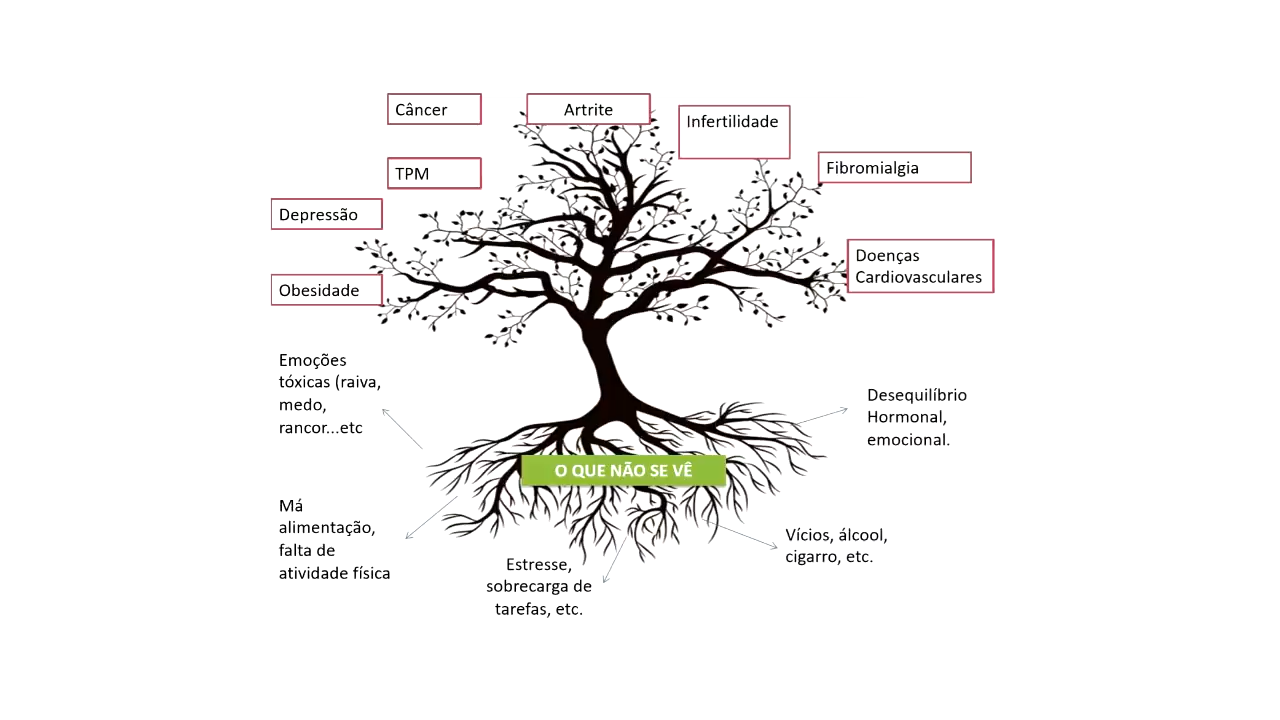 Câncer
Artrite
Infertilidade
TPM
Fibromialgia
Depressão
Doenças
Cardiovasculares
Obesidade
Emoções
tóxicas (raiva,
medo,
rancor...etc
Desequilíbrio
Hormonal,
emocional.
O QUE NÃO SE VÊ
Má
alimentação,
falta de
atividade física
Vícios, álcool,
cigarro, etc.
Estresse,
sobrecarga de
tarefas, etc.